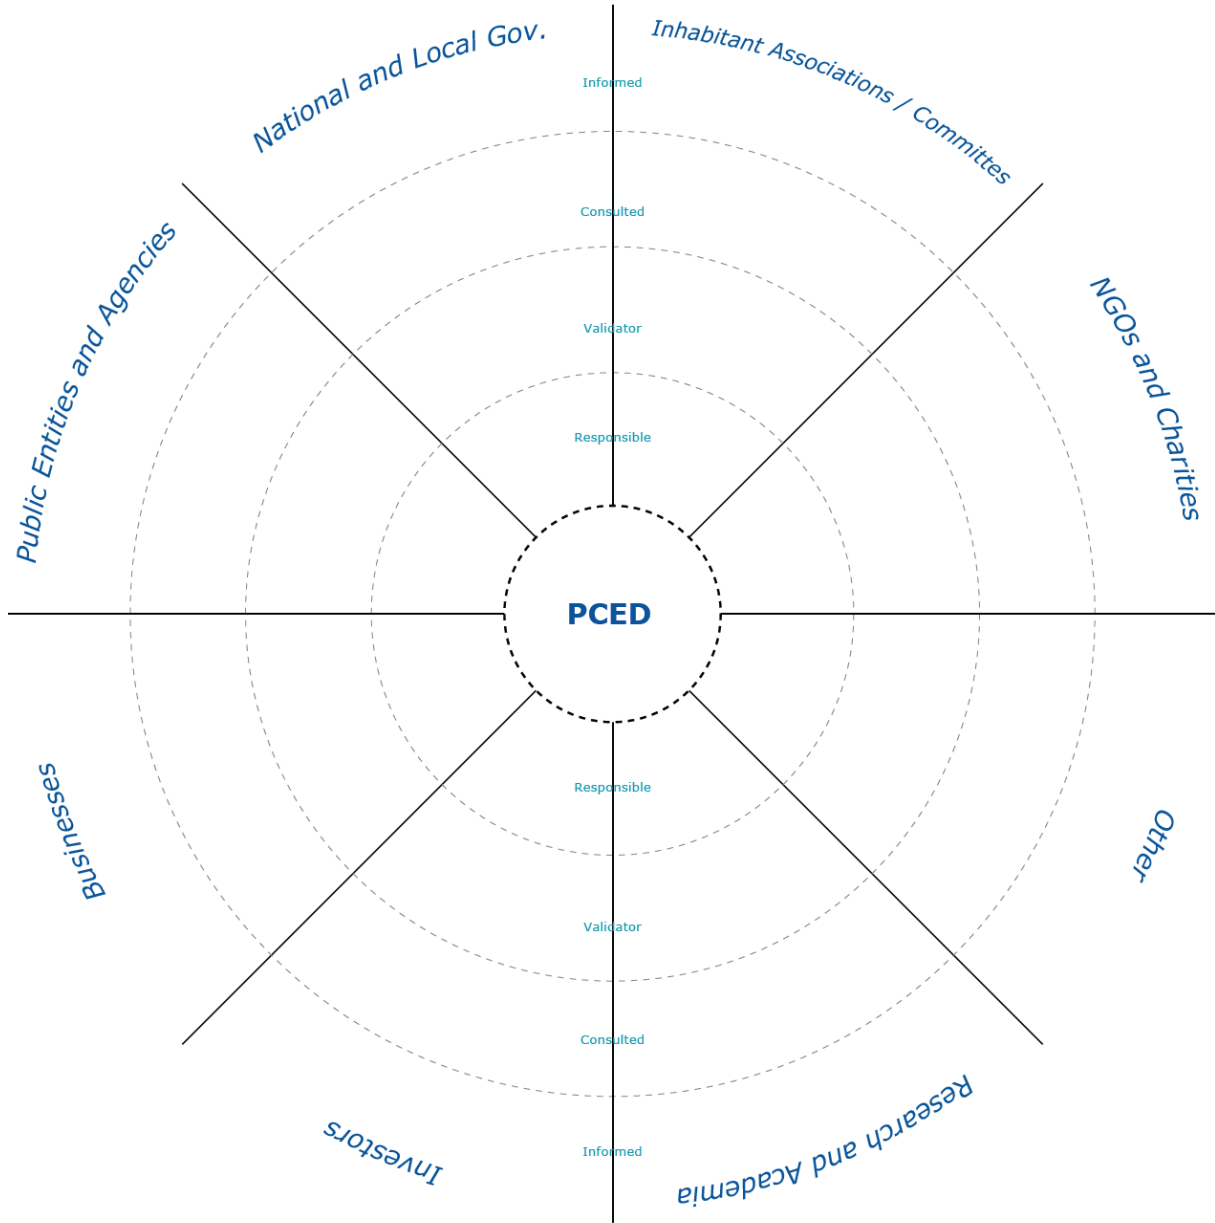 National and Local Gov.
Inhabitant Associations / Committes
Informed
Consulted
Public Entities and Agencies
NGOs and Charities
Validator
Responsible
PCED
Responsible
Businesses
Other
Validator
Consulted
Investors
Research and Academia
Informed